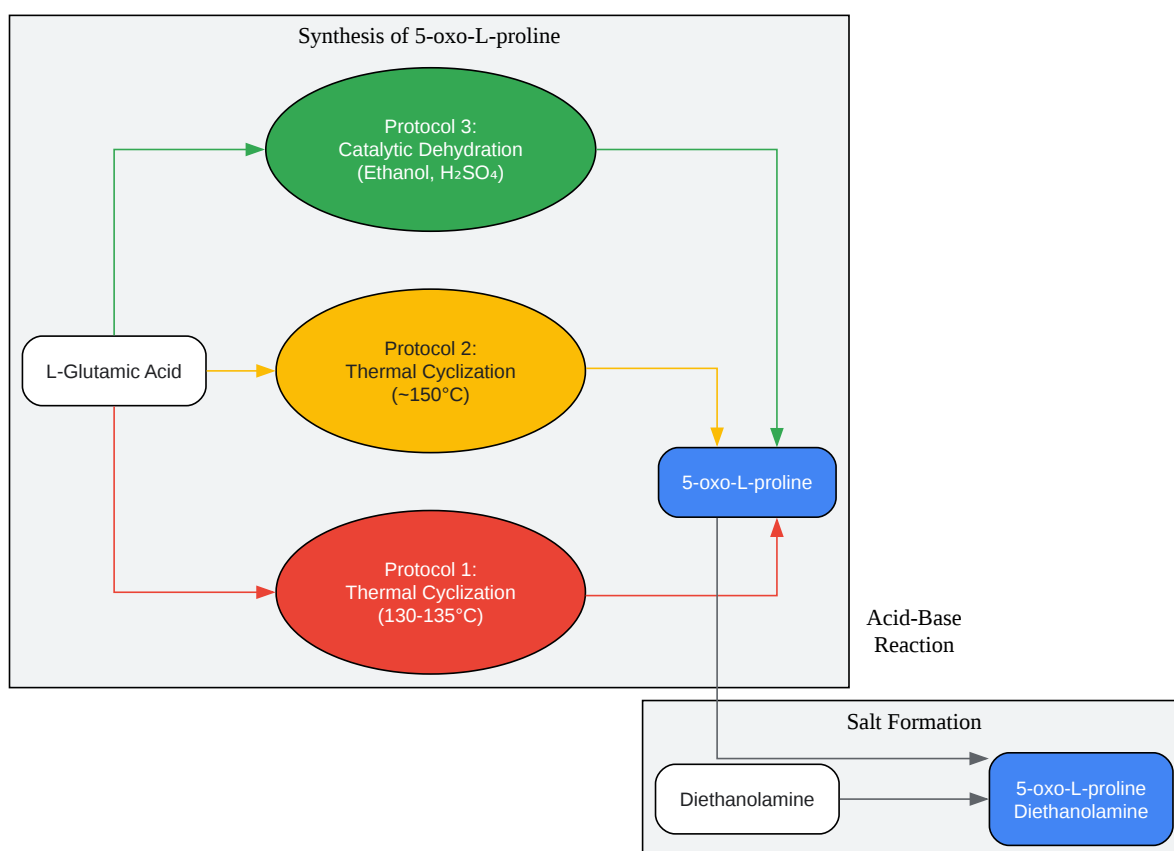 Synthesis of 5-oxo-L-proline
Protocol 3:
Catalytic Dehydration
(Ethanol, H₂SO₄)
L-Glutamic Acid
Protocol 2:
Thermal Cyclization
(~150°C)
5-oxo-L-proline
Protocol 1:
Thermal Cyclization
(130-135°C)
Acid-Base
Reaction
Salt Formation
Diethanolamine
5-oxo-L-proline
Diethanolamine